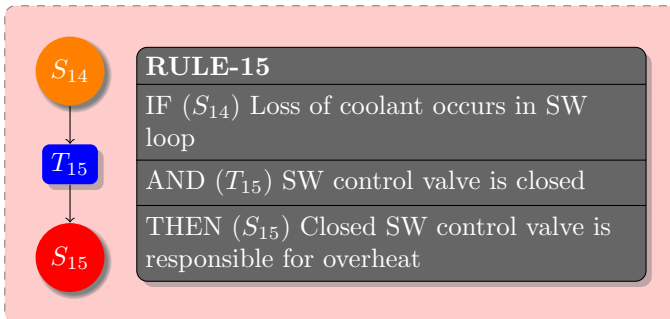 S₁₄
T₁₅
S₁₅
RULE-15
IF (S₁₄) Loss of coolant occurs in SW
loop
AND (T₁₅) SW control valve is closed
THEN (S₁₅) Closed SW control valve is
responsible for overheat